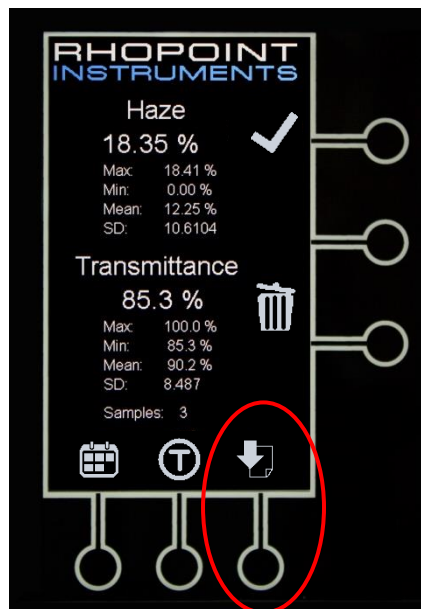 RHOPOINT
INSTRUMENTS
Haze
18.35 %
Max: 18.41 %
Min: 0.00 %
Mean: 12.25 %
SD: 10.6104
Transmittance
85.3 %
Max: 100.0 %
Min: 85.3 %
Mean: 90.2 %
SD: 8.487
Samples: 3
T